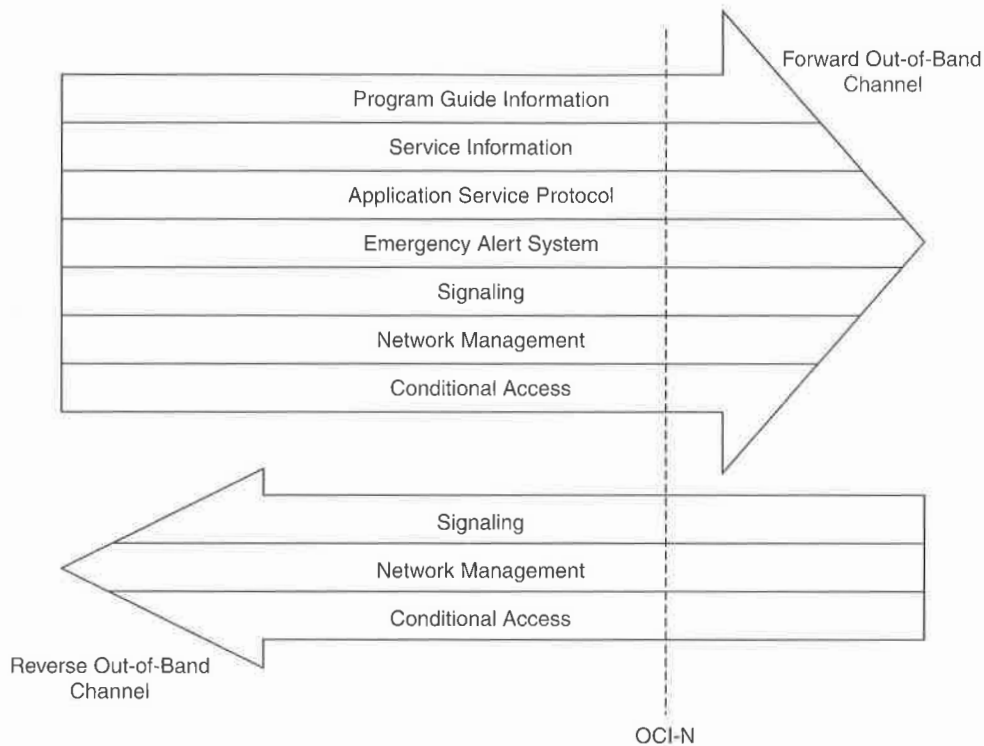 Forward Out-of-Band
Channel
Program Guide Information
Service Information
Application Service Protocol
Emergency Alert System
Signaling
Network Management
Conditional Access
Signaling
Network Management
Conditional Access
Reverse Out-of-Band
Channel
OCI-N